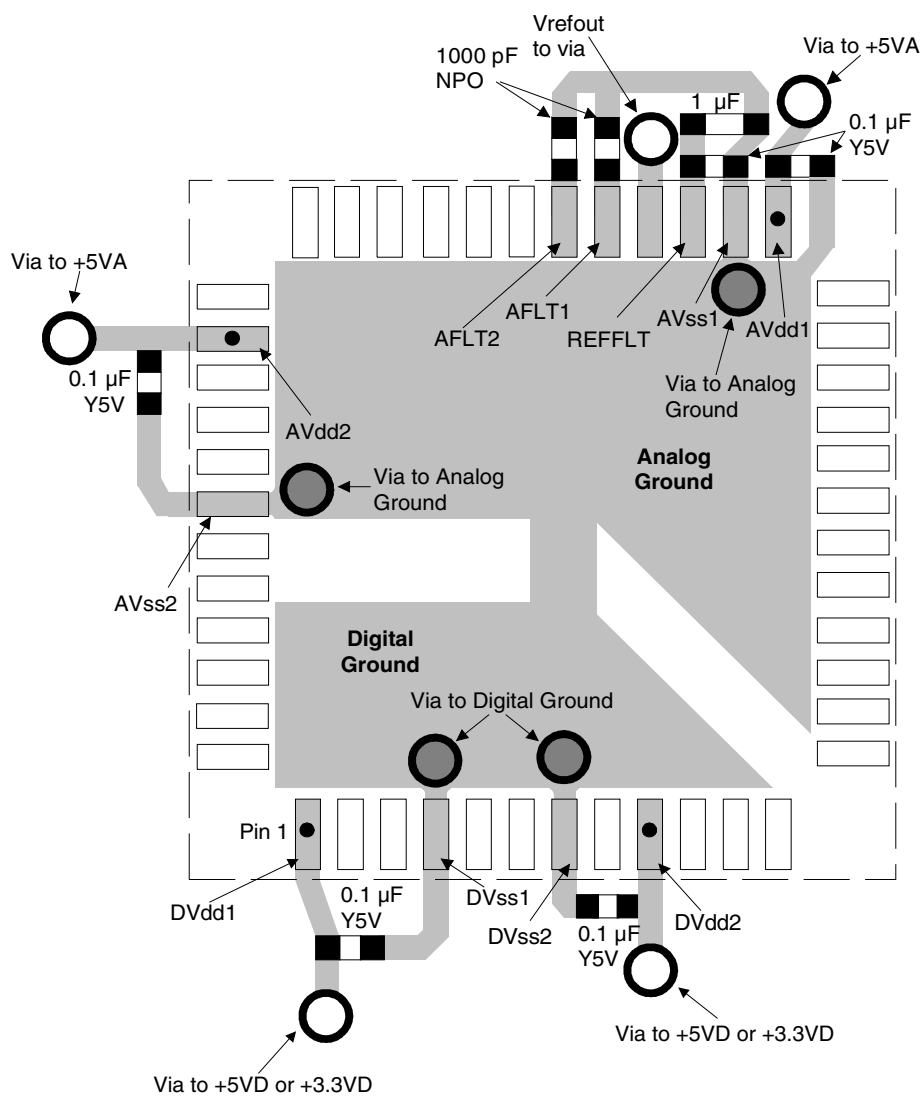 Vrefout
to via
Via to +5VA
1000 pF
NPO
1 µF
0.1 µF
Y5V
Via to +5VA
AFLT1
AFLT2
REFFLT
AVss1
AVdd1
0.1 µF
Y5V
Via to Analog
Ground
AVdd2
Analog
Ground
Via to Analog
Ground
AVss2
Digital
Ground
Via to Digital Ground
Pin 1
DVdd1
0.1 µF
Y5V
DVss1
DVss2
0.1 µF
Y5V
DVdd2
Via to +5VD or +3.3VD
Via to +5VD or +3.3VD